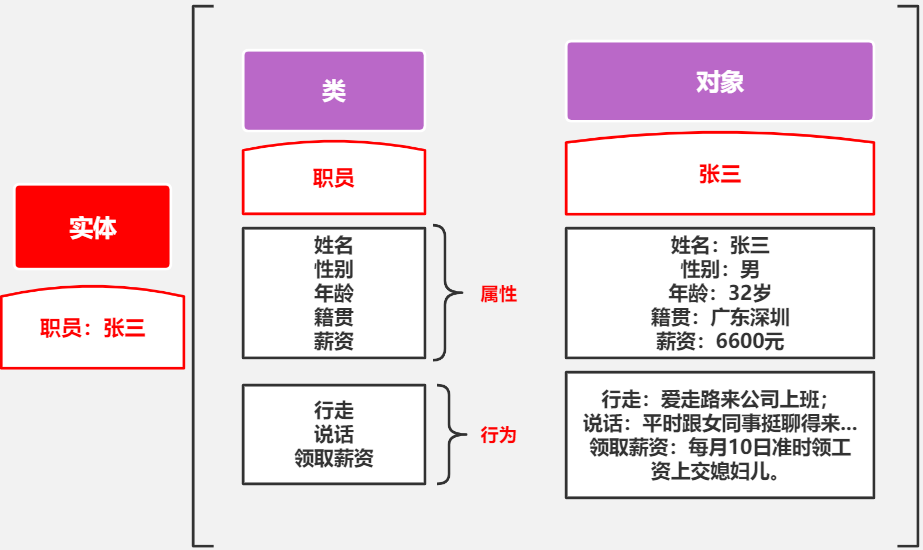 实体
职员：张三
类
职员
姓名
性别
年龄
籍贯
薪资
属性
行走
说话
领取薪资
行为
对象
张三
姓名：张三
性别：男
年龄：32岁
籍贯：广东深圳
薪资：6600元
行走：爱走路来公司上班；
说话：平时跟女同事挺聊得来...
领取薪资：每月10日准时领工
资上交媳妇儿。